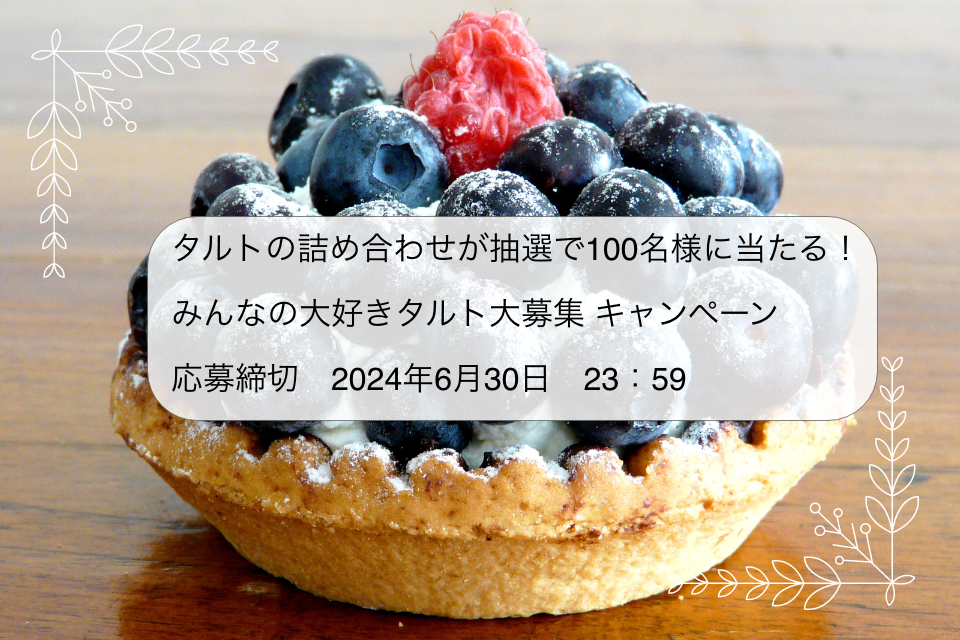 タルトの詰め合わせが抽選で100名様に当たる！
みんなの大好きタルト大募集 キャンペーン
応募締切　2024年6月30日　23：59